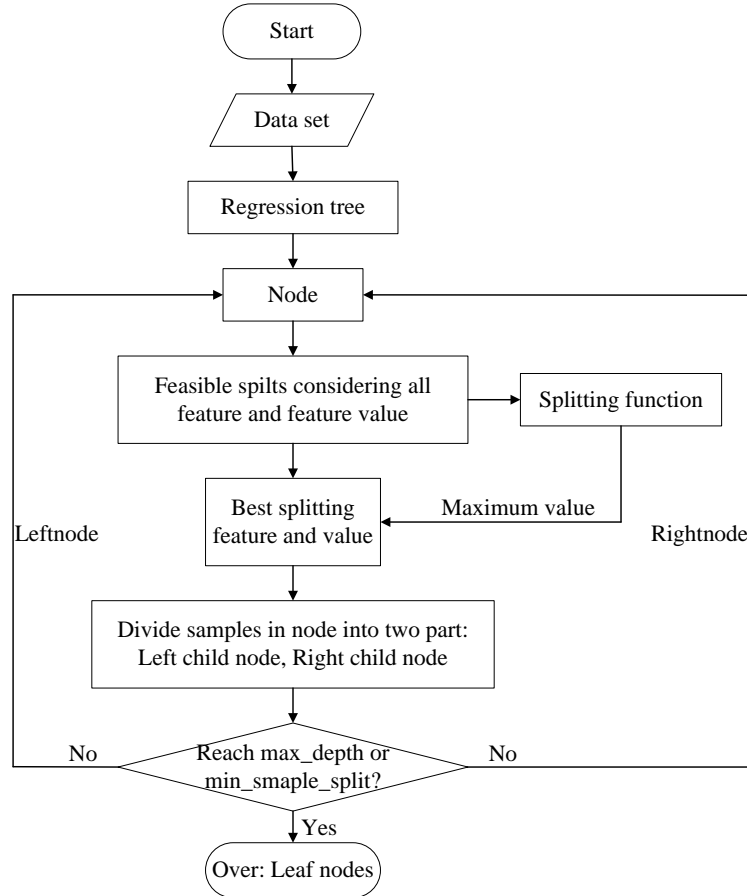 Start
Data set
Regression tree
Node
Feasible spilts considering all
feature and feature value
Splitting function
Best splitting
feature and value
Maximum value
Leftnode
Rightnode
Divide samples in node into two part:
Left child node, Right child node
Reach max_depth or
min_smaple_split?
No
No
Yes
Over: Leaf nodes